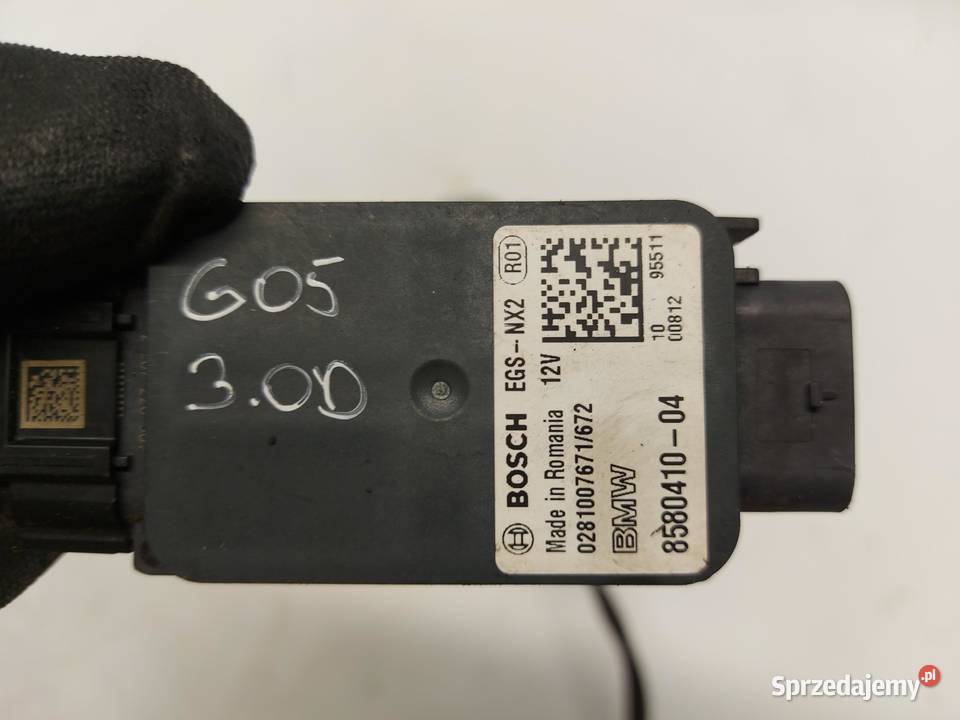 G05
3.0D
BOSCH EGS-NX2 R01
Made in Romania 12V
0281007671/672
BMW
10
00812 95511
8580410-04
Sprzedajemy.pl